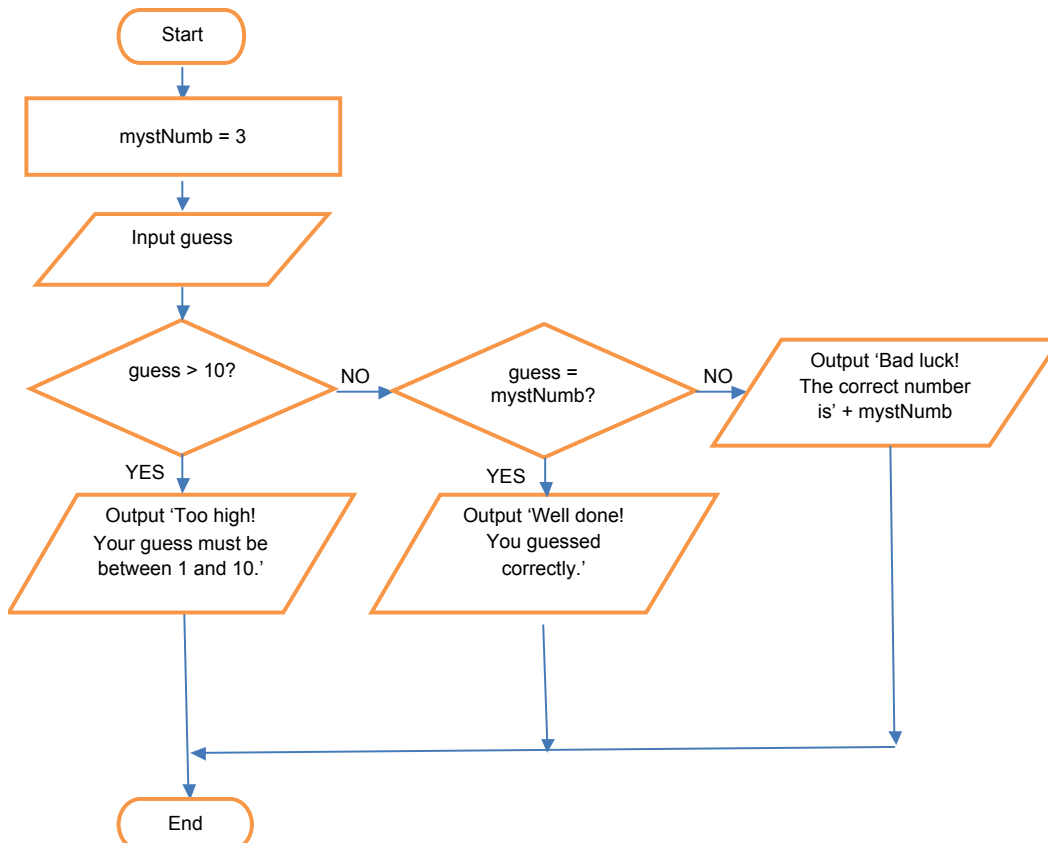 Start
mystNumb = 3
Input guess
guess > 10?
NO
guess =
mystNumb?
NO
Output ‘Bad luck!
The correct number
is’ + mystNumb
YES
YES
Output ‘Too high!
Your guess must be
between 1 and 10.’
Output ‘Well done!
You guessed
correctly.’
End